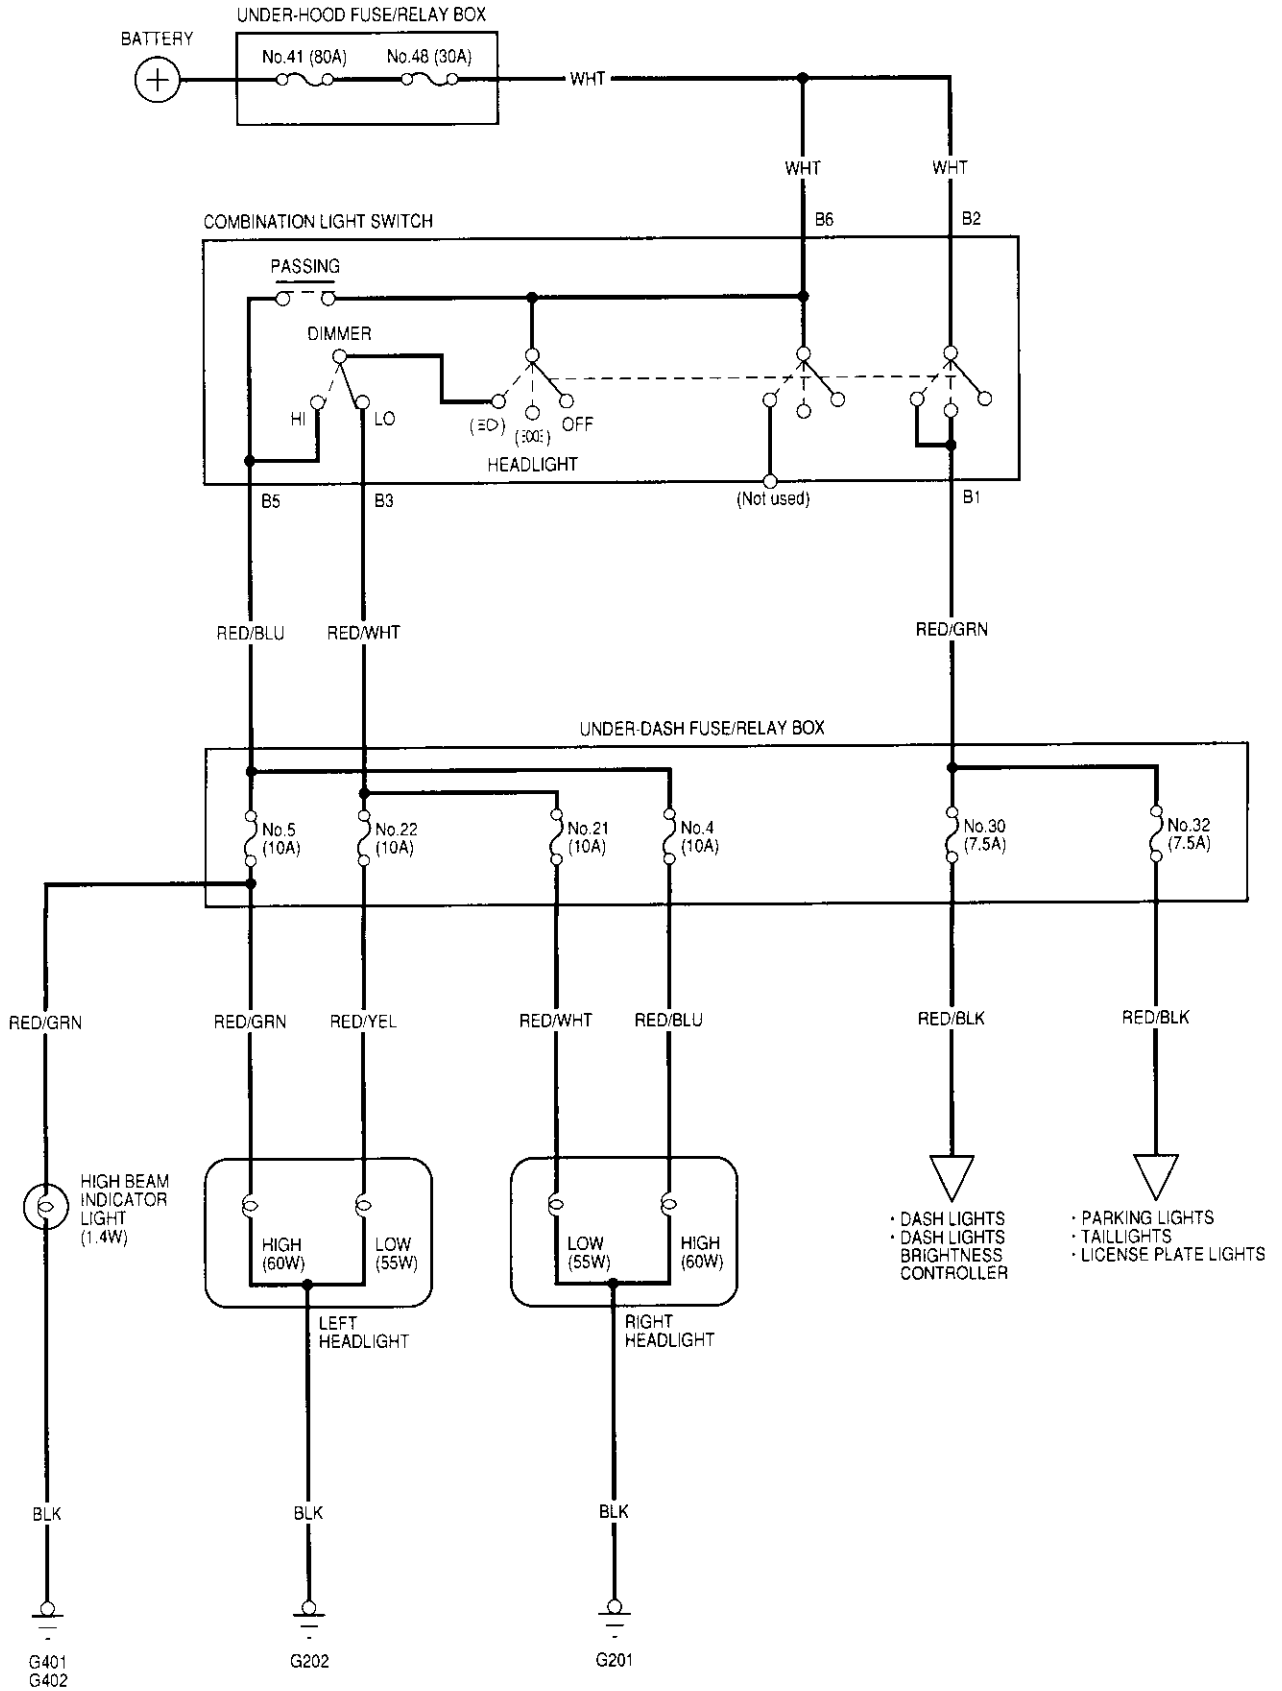 UNDER-HOOD FUSE/RELAY BOX
BATTERY
No.41 (80A)
No.48 (30A)
+
WHT
WHT
WHT
COMBINATION LIGHT SWITCH
B6
B2
PASSING
DIMMER
HI
LO
OFF
HEADLIGHT
(Not used)
B5
B3
B1
RED/BLU
RED/WHT
RED/GRN
UNDER-DASH FUSE/RELAY BOX
No.5
(10A)
No.22
(10A)
No.21
(10A)
No.4
(10A)
No.30
(7.5A)
No.32
(7.5A)
RED/GRN
RED/GRN
RED/YEL
RED/WHT
RED/BLU
RED/BLK
RED/BLK
HIGH BEAM
INDICATOR
LIGHT
(1.4W)
HIGH
(60W)
LOW
(55W)
LOW
(55W)
HIGH
(60W)
· DASH LIGHTS
· DASH LIGHTS
BRIGHTNESS
CONTROLLER
· PARKING LIGHTS
· TAILLIGHTS
· LICENSE PLATE LIGHTS
LEFT
HEADLIGHT
RIGHT
HEADLIGHT
BLK
BLK
BLK
G401
G402
G202
G201